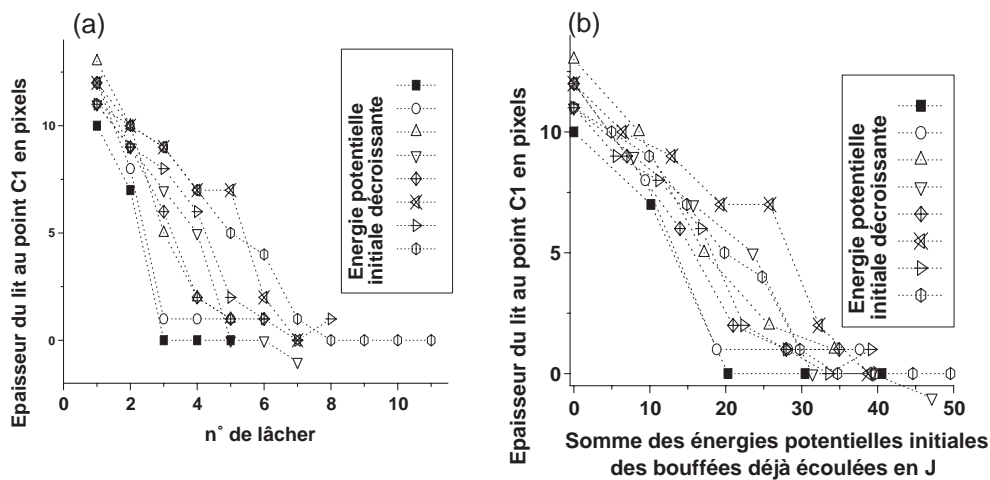 (a)
Epaisseur du lit au point C1 en pixels
10
5
0
0
2
4
6
8
10
n° de lâcher
Energie potentielle
initiale décroissante
(b)
Epaisseur du lit au point C1 en pixels
10
5
0
0
10
20
30
40
50
Somme des énergies potentielles initiales
des bouffées déjà écoulées en J
Energie potentielle
initiale décroissante